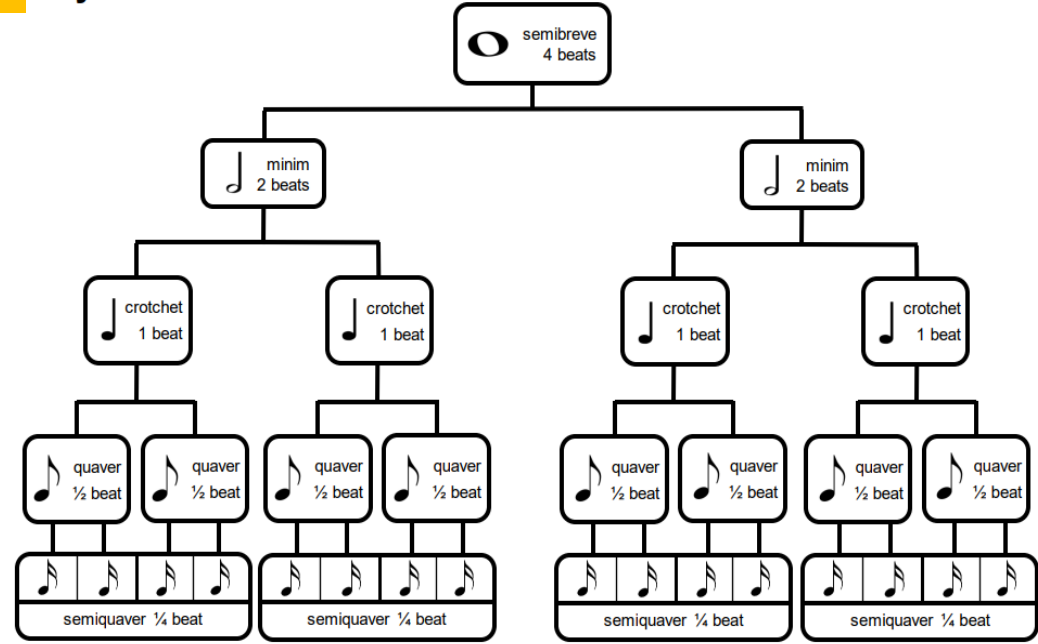 semibreve
4 beats
minim
2 beats
minim
2 beats
crotchet
1 beat
crotchet
1 beat
crotchet
1 beat
crotchet
1 beat
quaver
½ beat
quaver
½ beat
quaver
½ beat
quaver
½ beat
quaver
½ beat
quaver
½ beat
quaver
½ beat
quaver
½ beat
semiquaver ¼ beat
semiquaver ¼ beat
semiquaver ¼ beat
semiquaver ¼ beat